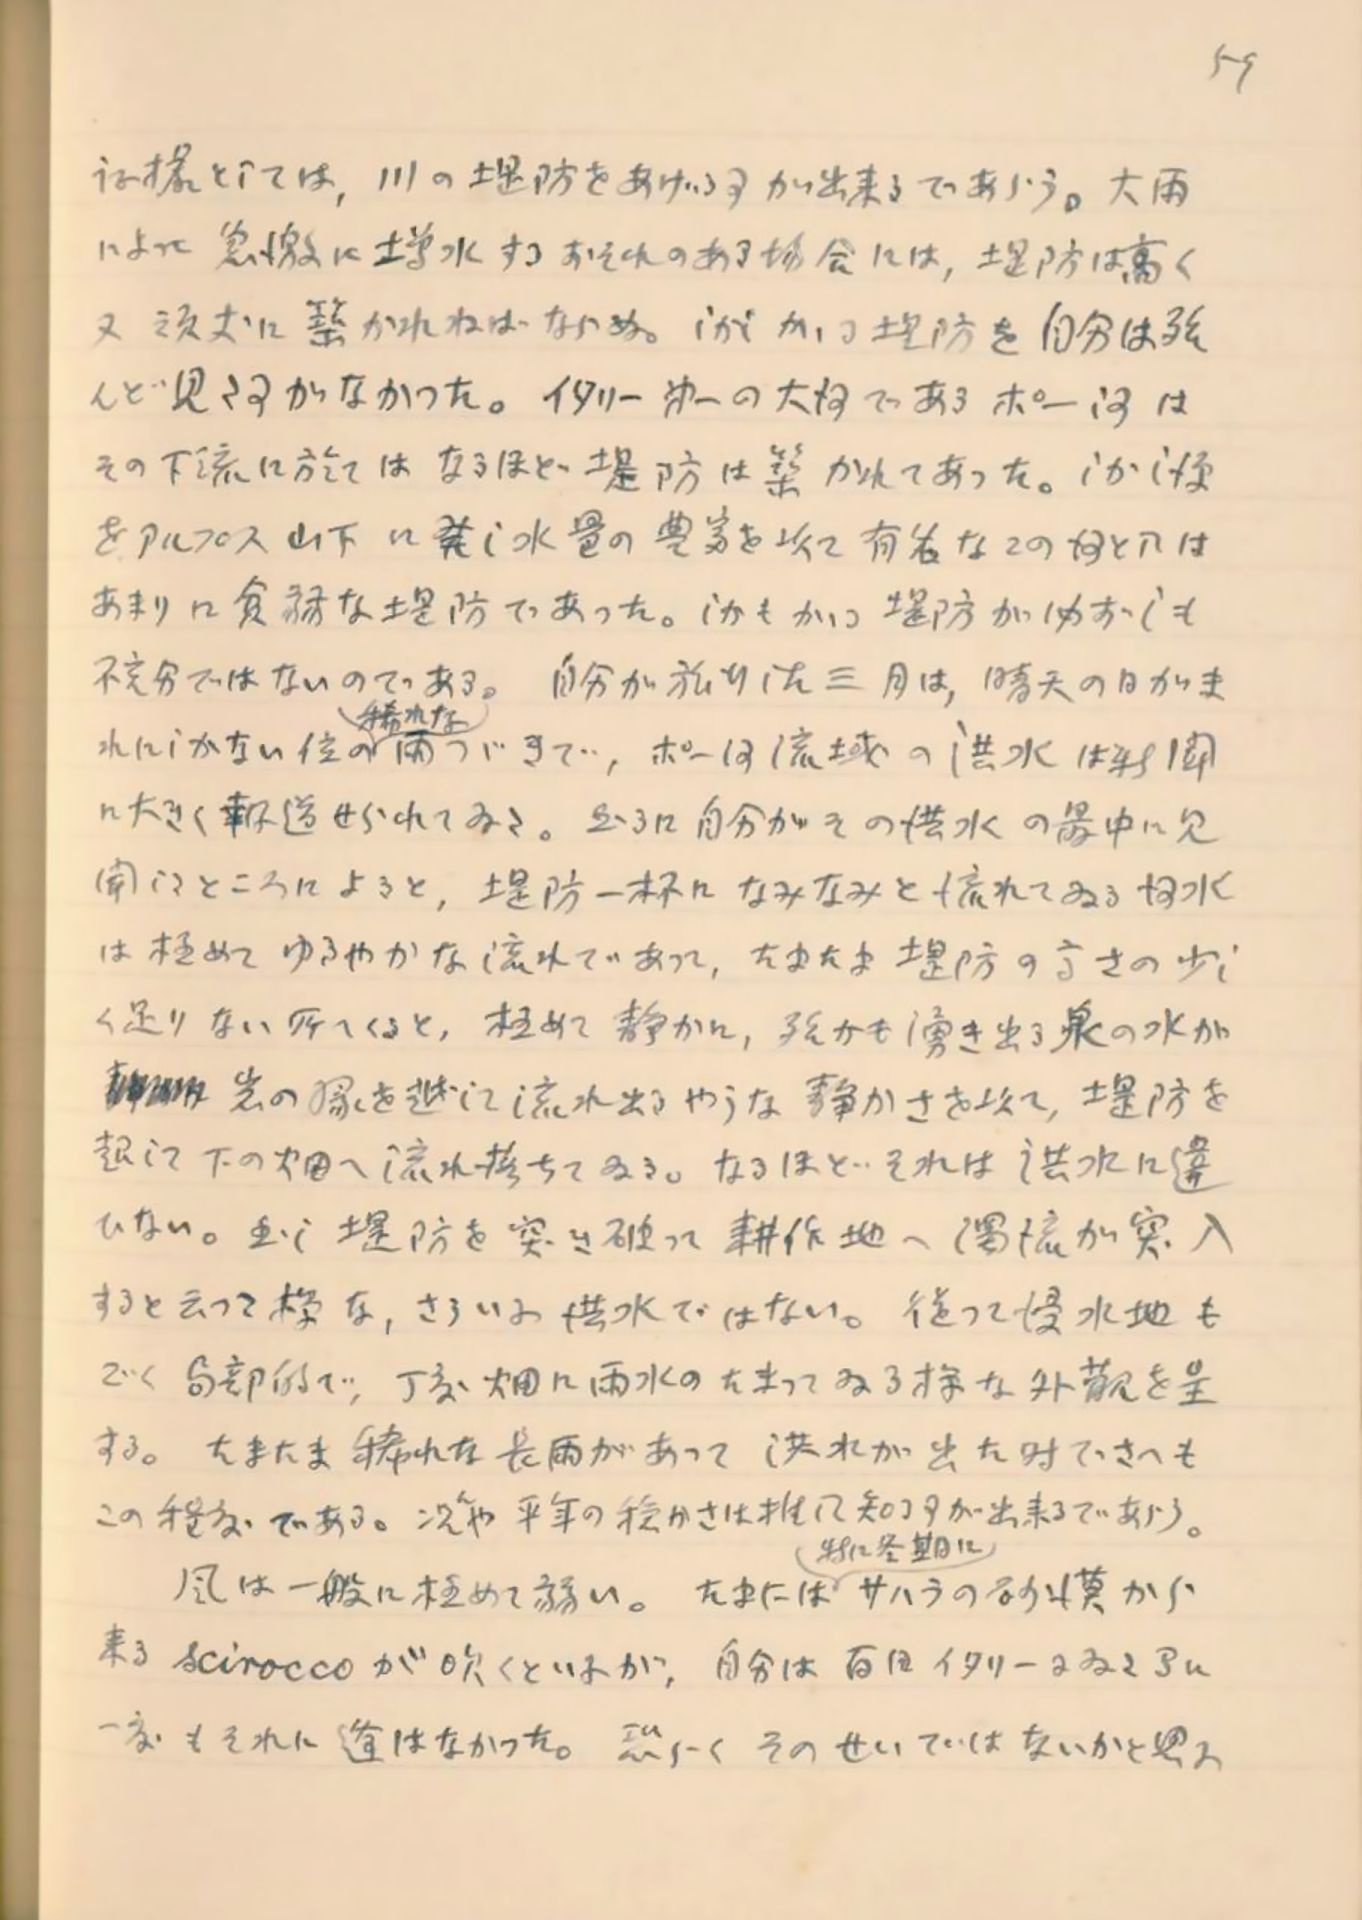 59
証據としては, 川の堤防をあげる事が出来るであらう。大雨
によって急激に増水するおそれのある場合には, 堤防は高く
又頑丈に築かれねばならぬ。しかしかゝる堤防を自分は殆
んど見る事がなかった。イタリー第一の大河であるポー河は
その下流に於ては なるほど堤防は築かれてあった。しかし源
をアルプス山下に発し水量の豊富を以て有名なこの河としては
あまりに貧弱な堤防であった。しかもかゝる堤防が必ずしも
不充分ではないのである。 自分が旅行した三月は, 晴天の日がま
れにしかない位の稀れな雨つゞきで, ポー河流域の洪水は新聞
に大きく報道せられてゐた。然るに自分がその洪水の最中に見
聞したところによると, 堤防一杯になみなみと流れてゐる河水
は極めてゆるやかな流れであって, たまたま堤防の高さの少し
く足りない所へくると, 極めて静かに, 殆かも湧き出る泉の水が
岩の縁を越して流れ出るやうな静かさを以て, 堤防を
越して下の畑へ流れ落ちてゐる。なるほどそれは洪水に違
ひない。然し堤防を突き破って耕作地へ濁流が突入
すると云った様な, さういふ洪水ではない。従って浸水地も
ごく局部的で, 丁度畑に雨水のたまってゐる様な外観を呈
する。 たまたま稀れな長雨があって洪水が出た時でさへも
この程度である。況や平年の穏かさは推して知る事が出来るであらう。
風は一般に極めて弱い。 たまには特に冬期にサハラの砂漠から
来るsciroccoが吹くといふが, 自分は百日イタリーにゐた間に
一度もそれに逢はなかった。恐らくそのせいではないかと思ふ